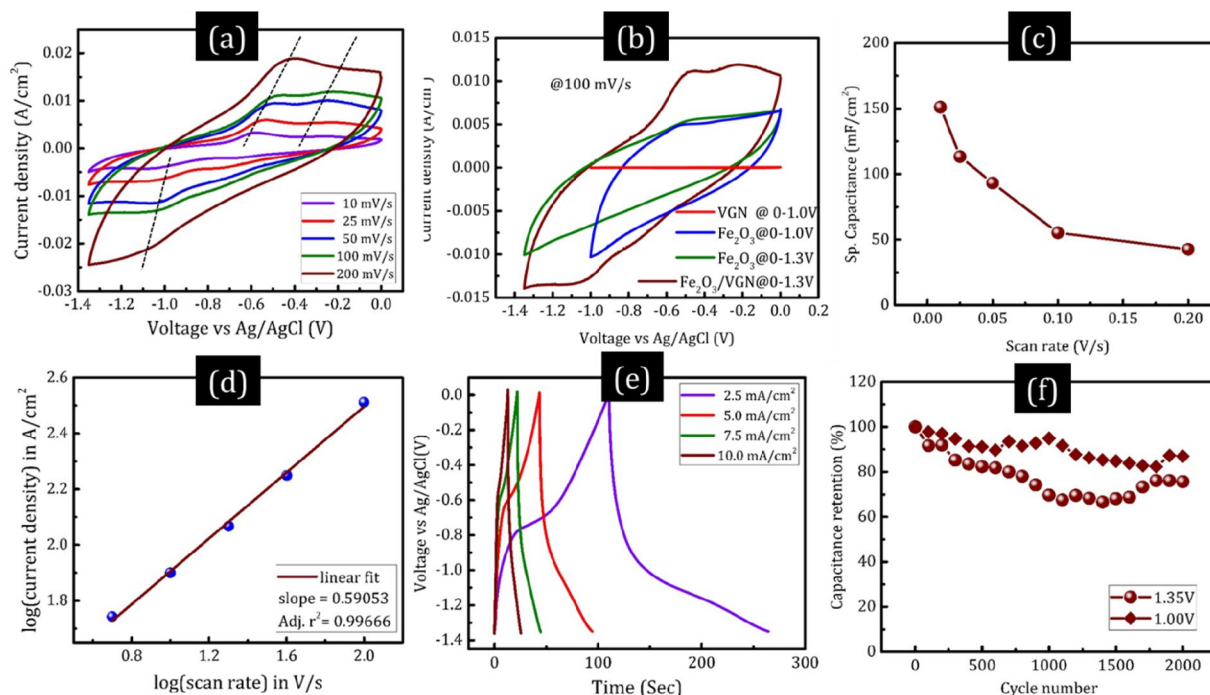 (a)
Current density (A/cm²)
0.02
0.01
0.00
-0.01
-0.02
-0.03
10 mV/s
25 mV/s
50 mV/s
100 mV/s
200 mV/s
-1.4 -1.2 -1.0 -0.8 -0.6 -0.4 -0.2 0.0
Voltage vs Ag/AgCl (V)
(b)
@100 mV/s
0.010
0.005
0.000
-0.005
-0.010
-0.015
VGN @ 0-1.0V
Fe₂O₃@0-1.0V
Fe₂O₃@0-1.3V
Fe₂O₃/VGN@0-1.3V
-1.4 -1.2 -1.0 -0.8 -0.6 -0.4 -0.2 0.0 0.2
Voltage vs Ag/AgCl (V)
(c)
Sp. Capacitance (mF/cm²)
200
150
100
50
0
0.00 0.05 0.10 0.15 0.20
Scan rate (V/s)
(d)
log(current density) in A/cm²
2.6
2.4
2.2
2.0
1.8
linear fit
slope = 0.59053
Adj. r²= 0.99666
0.8 1.2 1.6 2.0
log(scan rate) in V/s
(e)
Voltage vs Ag/AgCl(V)
0.0
-0.2
-0.4
-0.6
-0.8
-1.0
-1.2
-1.4
2.5 mA/cm²
5.0 mA/cm²
7.5 mA/cm²
10.0 mA/cm²
0 100 200 300
Time (Sec)
(f)
Capacitance retention (%)
120
100
80
60
40
20
0
1.35V
1.00V
0 500 1000 1500 2000
Cycle number